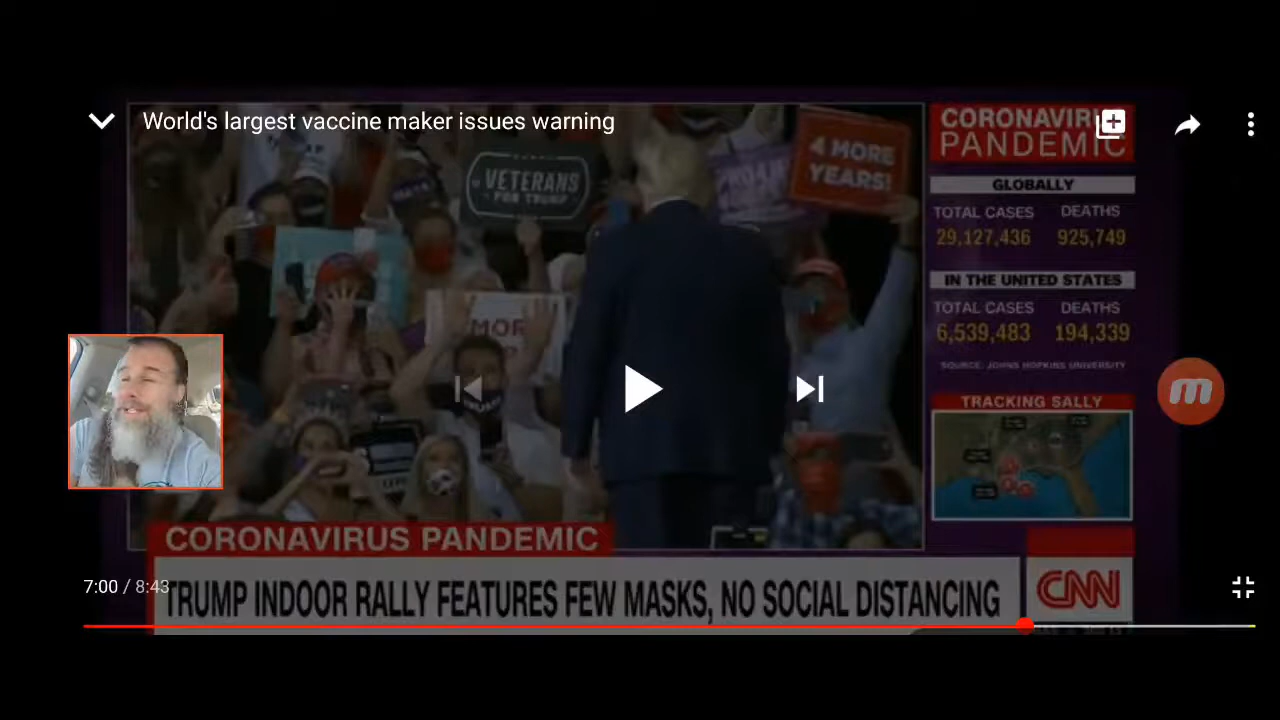 World's largest vaccine maker issues warning
VETERANS
FOR TRUMP
4 MORE
YEARS!
CORONAVIRUS
PANDEMIC
GLOBALLY
TOTAL CASES DEATHS
29,127,436 925,749
IN THE UNITED STATES
TOTAL CASES DEATHS
6,539,483 194,339
SOURCE: JOHNS HOPKINS UNIVERSITY
TRACKING SALLY
CORONAVIRUS PANDEMIC
TRUMP INDOOR RALLY FEATURES FEW MASKS, NO SOCIAL DISTANCING
CNN
7:00 / 8:43